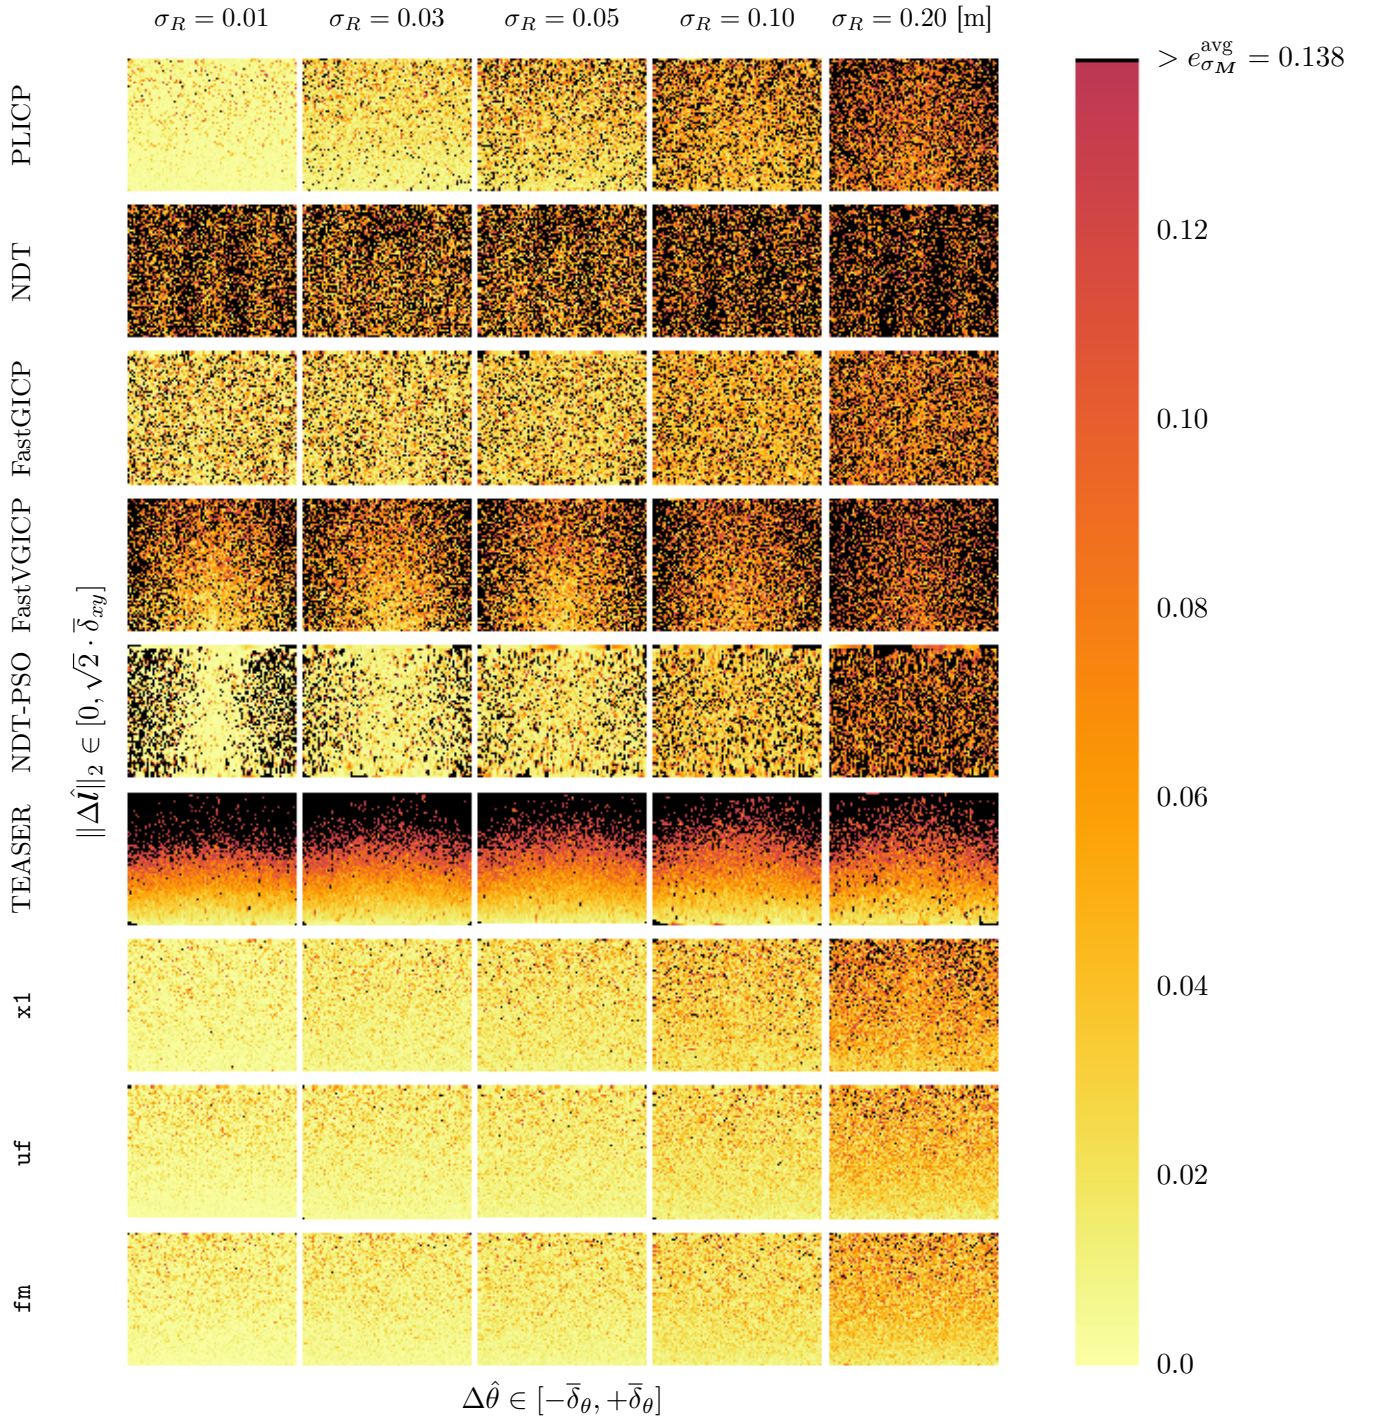 σ_R = 0.01 σ_R = 0.03 σ_R = 0.05 σ_R = 0.10 σ_R = 0.20 [m]
> e^avg_{σ_M} = 0.138
PLICP
NDT
FastGICP
FastVGICP
NDT-PSO
TEASER
x1
uf
fm
‖Δl̂‖₂ ∈ [0, √2 · δ̅_xy]
0.12
0.10
0.08
0.06
0.04
0.02
0.0
Δθ̂ ∈ [−δ̅_θ, +δ̅_θ]